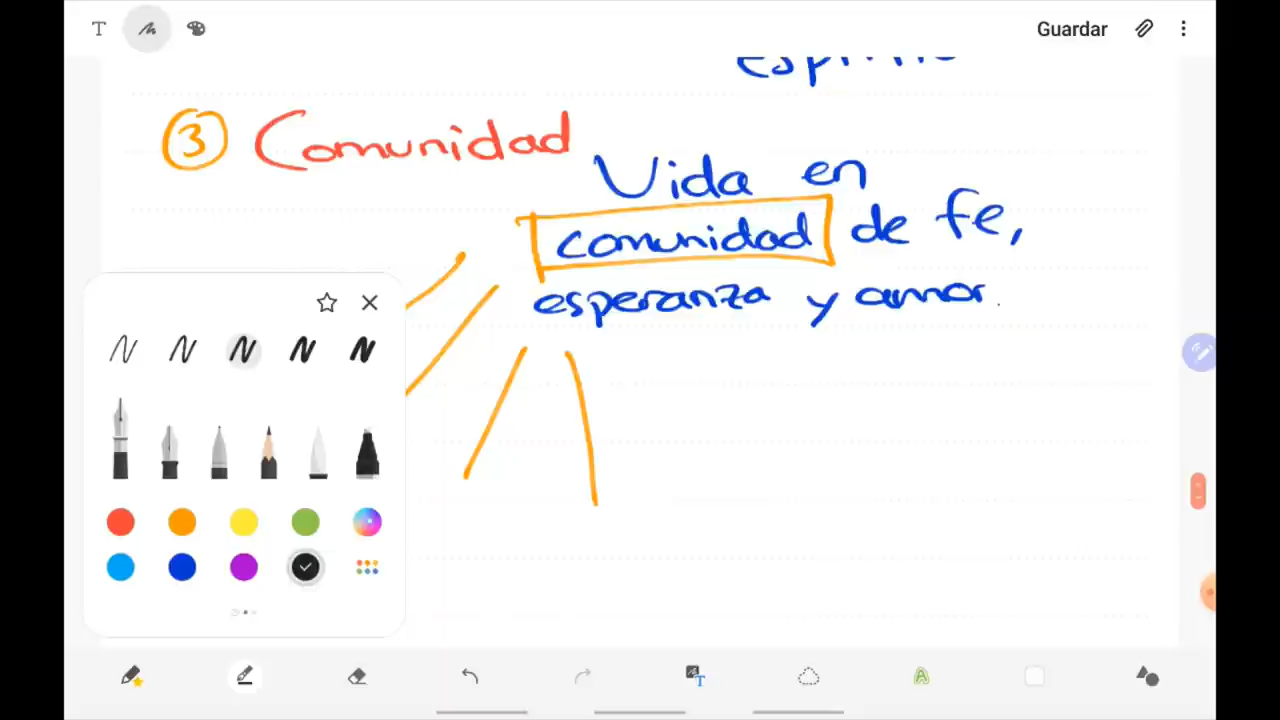 T Guardar
③ Comunidad
Vida en
comunidad de fe,
esperanza y amor.